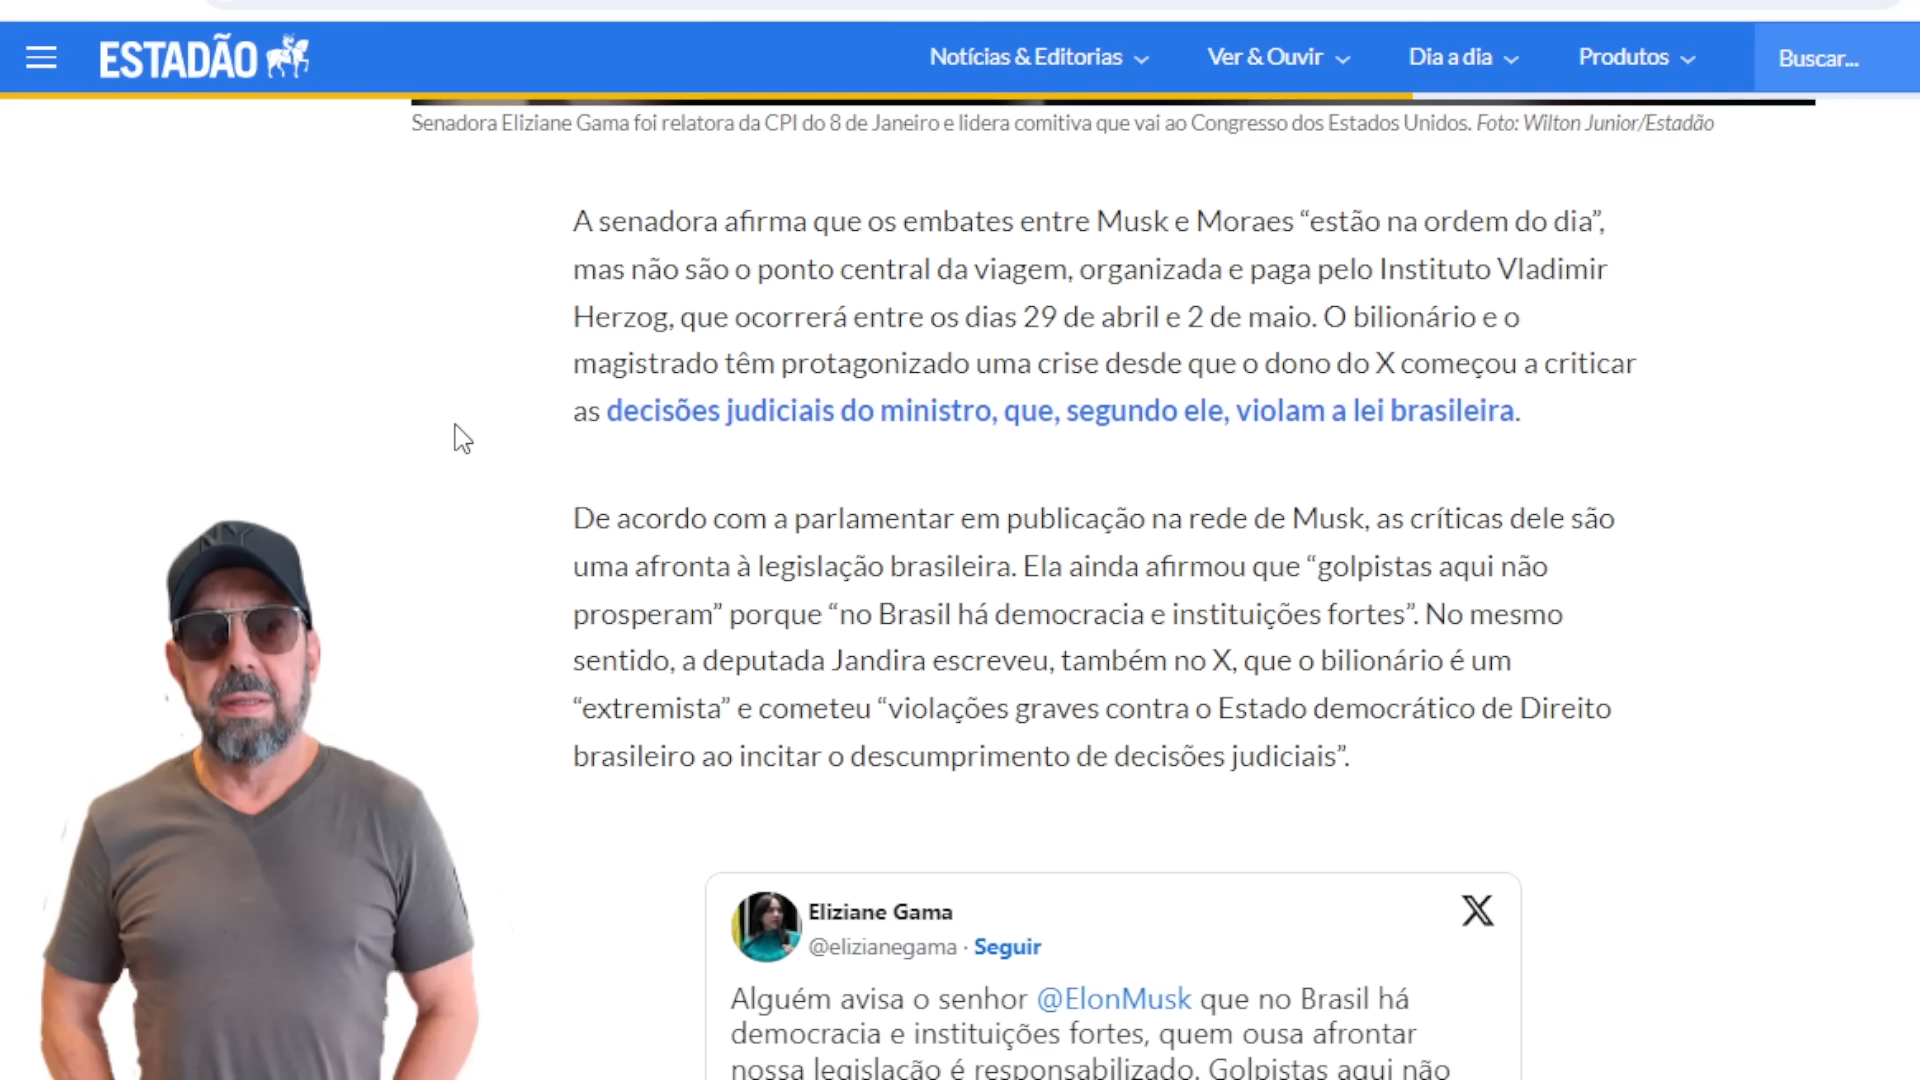 ESTADÃO
Notícias & Editorias
Ver & Ouvir
Dia a dia
Produtos
Buscar...
Senadora Eliziane Gama foi relatora da CPI do 8 de Janeiro e lidera comitiva que vai ao Congresso dos Estados Unidos. Foto: Wilton Junior/Estadão
A senadora afirma que os embates entre Musk e Moraes “estão na ordem do dia”,
mas não são o ponto central da viagem, organizada e paga pelo Instituto Vladimir
Herzog, que ocorrerá entre os dias 29 de abril e 2 de maio. O bilionário e o
magistrado têm protagonizado uma crise desde que o dono do X começou a criticar
as decisões judiciais do ministro, que, segundo ele, violam a lei brasileira.
De acordo com a parlamentar em publicação na rede de Musk, as críticas dele são
uma afronta à legislação brasileira. Ela ainda afirmou que “golpistas aqui não
prosperam” porque “no Brasil há democracia e instituições fortes”. No mesmo
sentido, a deputada Jandira escreveu, também no X, que o bilionário é um
“extremista” e cometeu “violações graves contra o Estado democrático de Direito
brasileiro ao incitar o descumprimento de decisões judiciais”.
NY
Eliziane Gama
@elizianegama · Seguir
Alguém avisa o senhor @ElonMusk que no Brasil há
democracia e instituições fortes, quem ousa afrontar
nossa legislação é responsabilizado. Golpistas aqui não